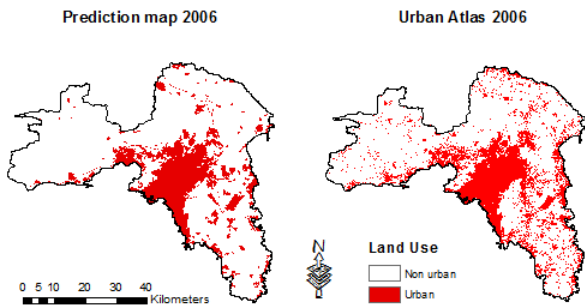 Prediction map 2006
Urban Atlas 2006
N
Land Use
Non urban
Urban
0 5 10 20 30 40
Kilometers